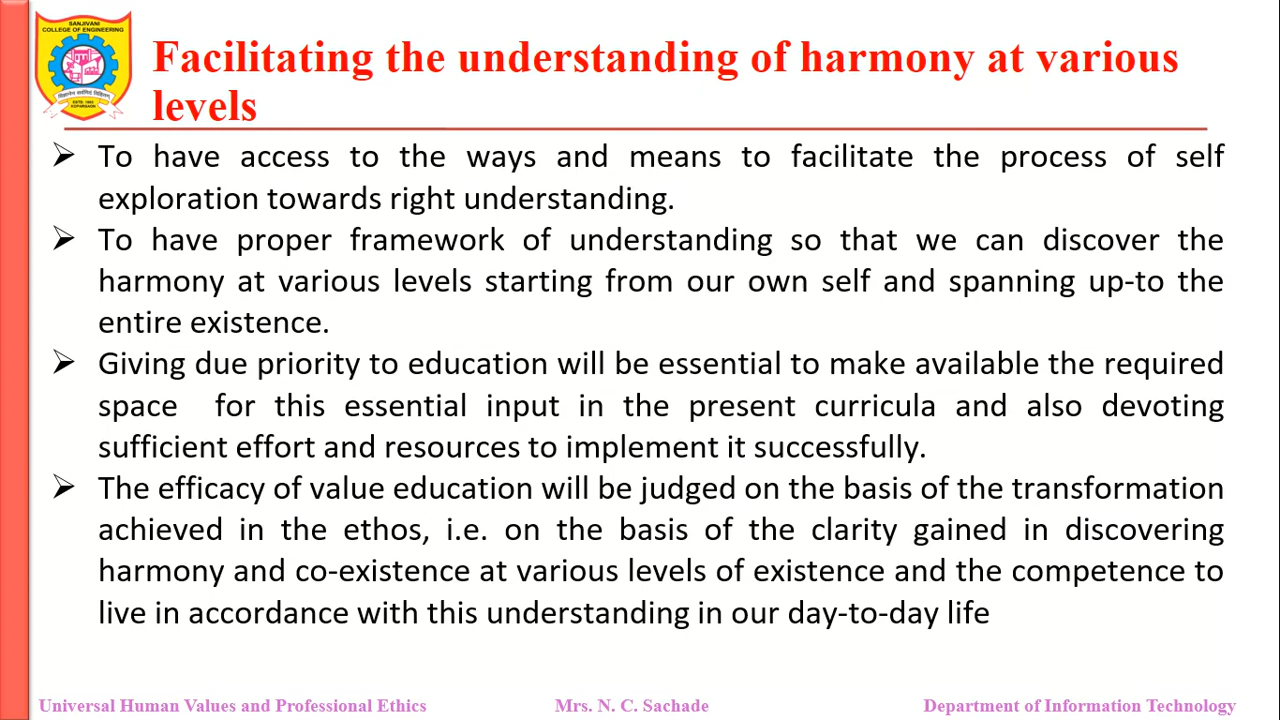 SANJIVANI
COLLEGE OF ENGINEERING
Facilitating the understanding of harmony at various
levels
➢ To have access to the ways and means to facilitate the process of self
exploration towards right understanding.
➢ To have proper framework of understanding so that we can discover the
harmony at various levels starting from our own self and spanning up-to the
entire existence.
➢ Giving due priority to education will be essential to make available the required
space for this essential input in the present curricula and also devoting
sufficient effort and resources to implement it successfully.
➢ The efficacy of value education will be judged on the basis of the transformation
achieved in the ethos, i.e. on the basis of the clarity gained in discovering
harmony and co-existence at various levels of existence and the competence to
live in accordance with this understanding in our day-to-day life
Universal Human Values and Professional Ethics Mrs. N. C. Sachade Department of Information Technology